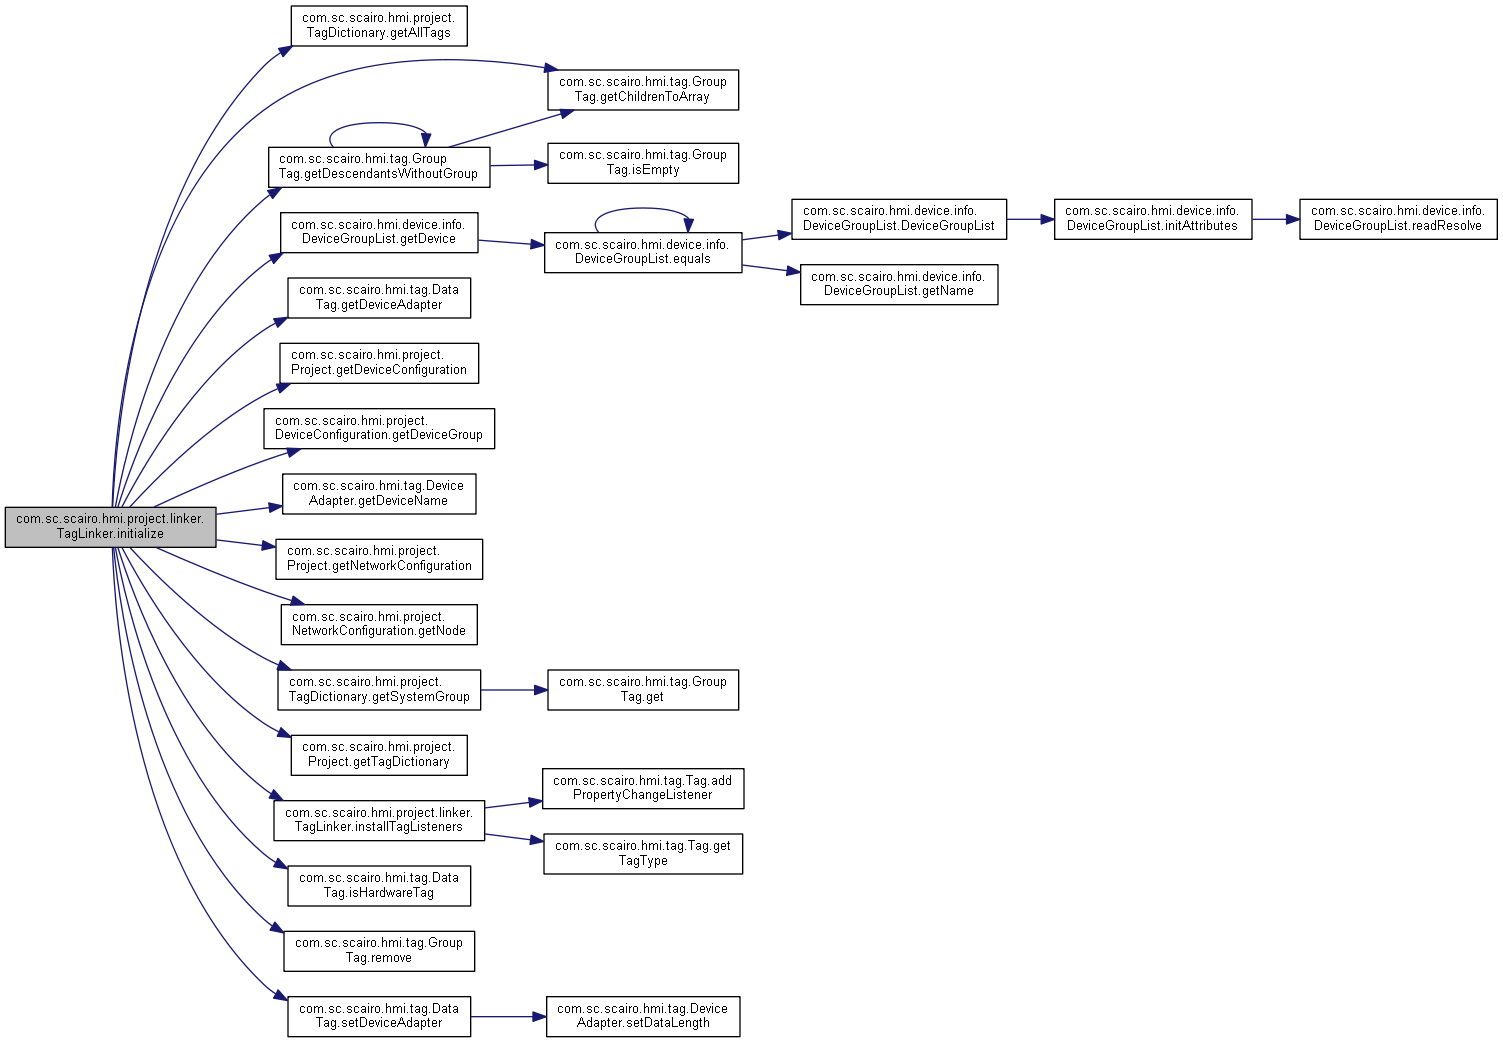 com.sc.scairo.hmi.project.
TagDictionary.getAllTags
com.sc.scairo.hmi.tag.Group
Tag.getChildrenToArray
com.sc.scairo.hmi.tag.Group
Tag.getDescendantsWithoutGroup
com.sc.scairo.hmi.tag.Group
Tag.isEmpty
com.sc.scairo.hmi.device.info.
DeviceGroupList.getDevice
com.sc.scairo.hmi.device.info.
DeviceGroupList.equals
com.sc.scairo.hmi.device.info.
DeviceGroupList.DeviceGroupList
com.sc.scairo.hmi.device.info.
DeviceGroupList.initAttributes
com.sc.scairo.hmi.device.info.
DeviceGroupList.readResolve
com.sc.scairo.hmi.device.info.
DeviceGroupList.getName
com.sc.scairo.hmi.tag.Data
Tag.getDeviceAdapter
com.sc.scairo.hmi.project.
Project.getDeviceConfiguration
com.sc.scairo.hmi.project.
DeviceConfiguration.getDeviceGroup
com.sc.scairo.hmi.tag.Device
Adapter.getDeviceName
com.sc.scairo.hmi.project.linker.
TagLinker.initialize
com.sc.scairo.hmi.project.
Project.getNetworkConfiguration
com.sc.scairo.hmi.project.
NetworkConfiguration.getNode
com.sc.scairo.hmi.project.
TagDictionary.getSystemGroup
com.sc.scairo.hmi.tag.Group
Tag.get
com.sc.scairo.hmi.project.
Project.getTagDictionary
com.sc.scairo.hmi.project.linker.
TagLinker.installTagListeners
com.sc.scairo.hmi.tag.Tag.add
PropertyChangeListener
com.sc.scairo.hmi.tag.Tag.get
TagType
com.sc.scairo.hmi.tag.Data
Tag.isHardwareTag
com.sc.scairo.hmi.tag.Group
Tag.remove
com.sc.scairo.hmi.tag.Data
Tag.setDeviceAdapter
com.sc.scairo.hmi.tag.Device
Adapter.setDataLength